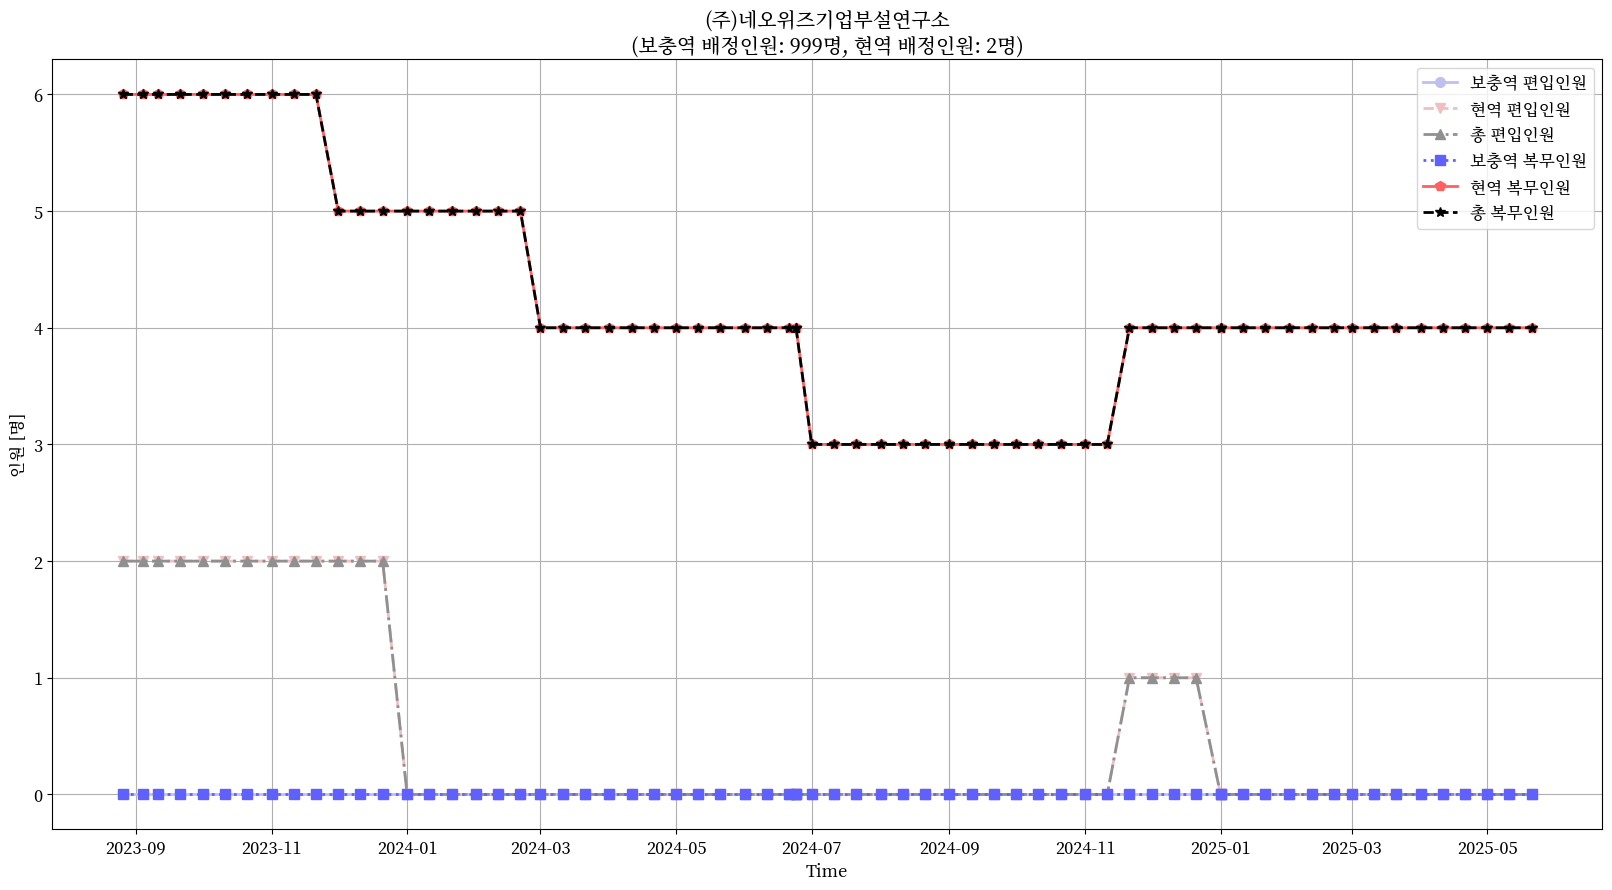 (주)네오위즈기업부설연구소
(보충역 배정인원: 999명, 현역 배정인원: 2명)
보충역 편입인원
현역 편입인원
총 편입인원
보충역 복무인원
현역 복무인원
총 복무인원
인원 [명]
6
5
4
3
2
1
0
2023-09
2023-11
2024-01
2024-03
2024-05
2024-07
2024-09
2024-11
2025-01
2025-03
2025-05
Time